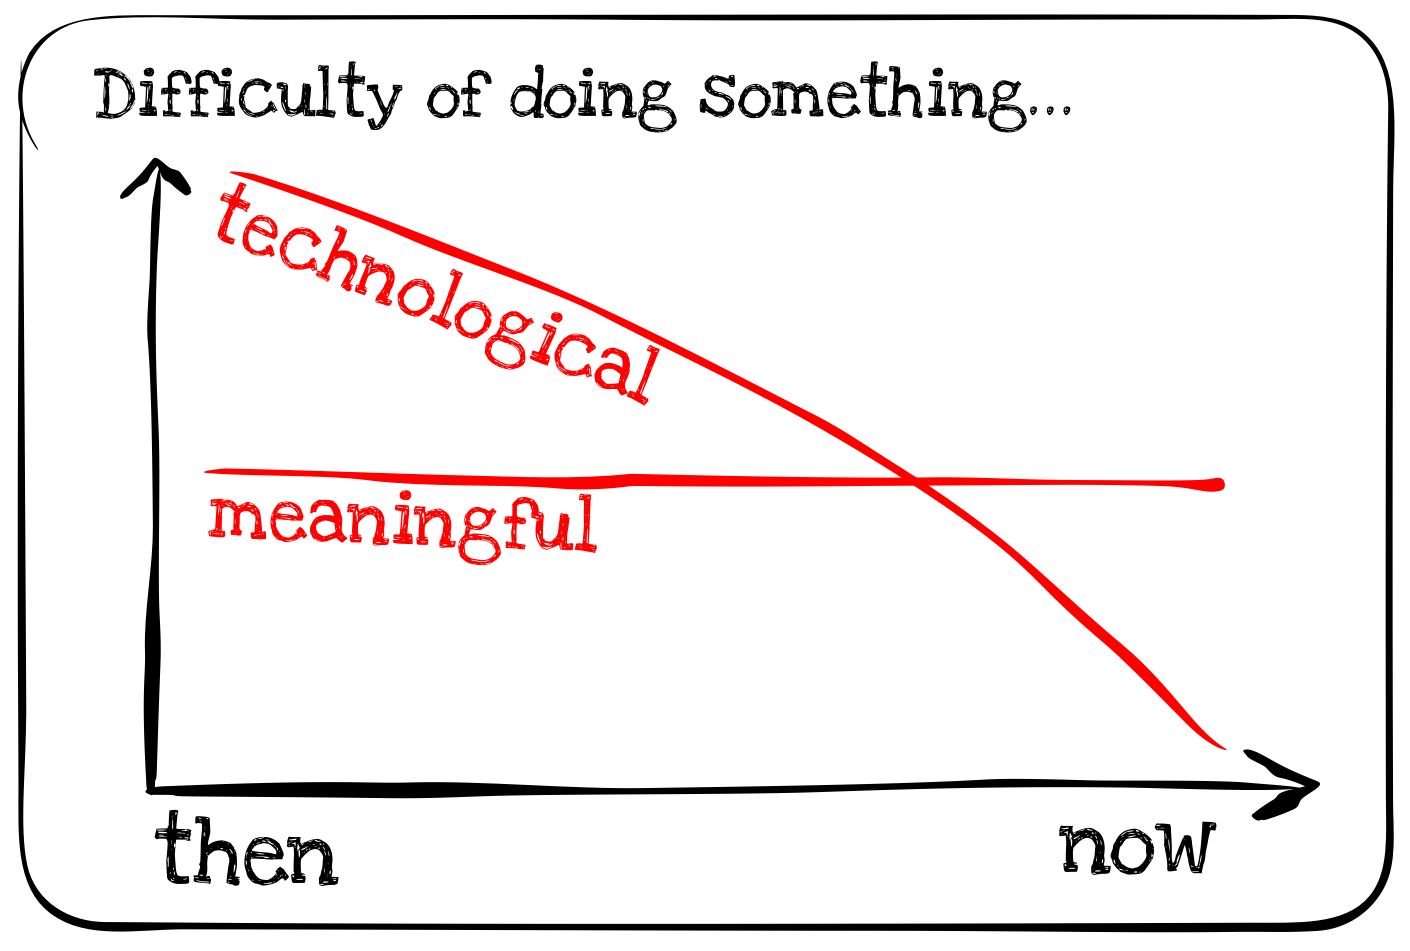 Difficulty of doing something...
technological
meaningful
then
now